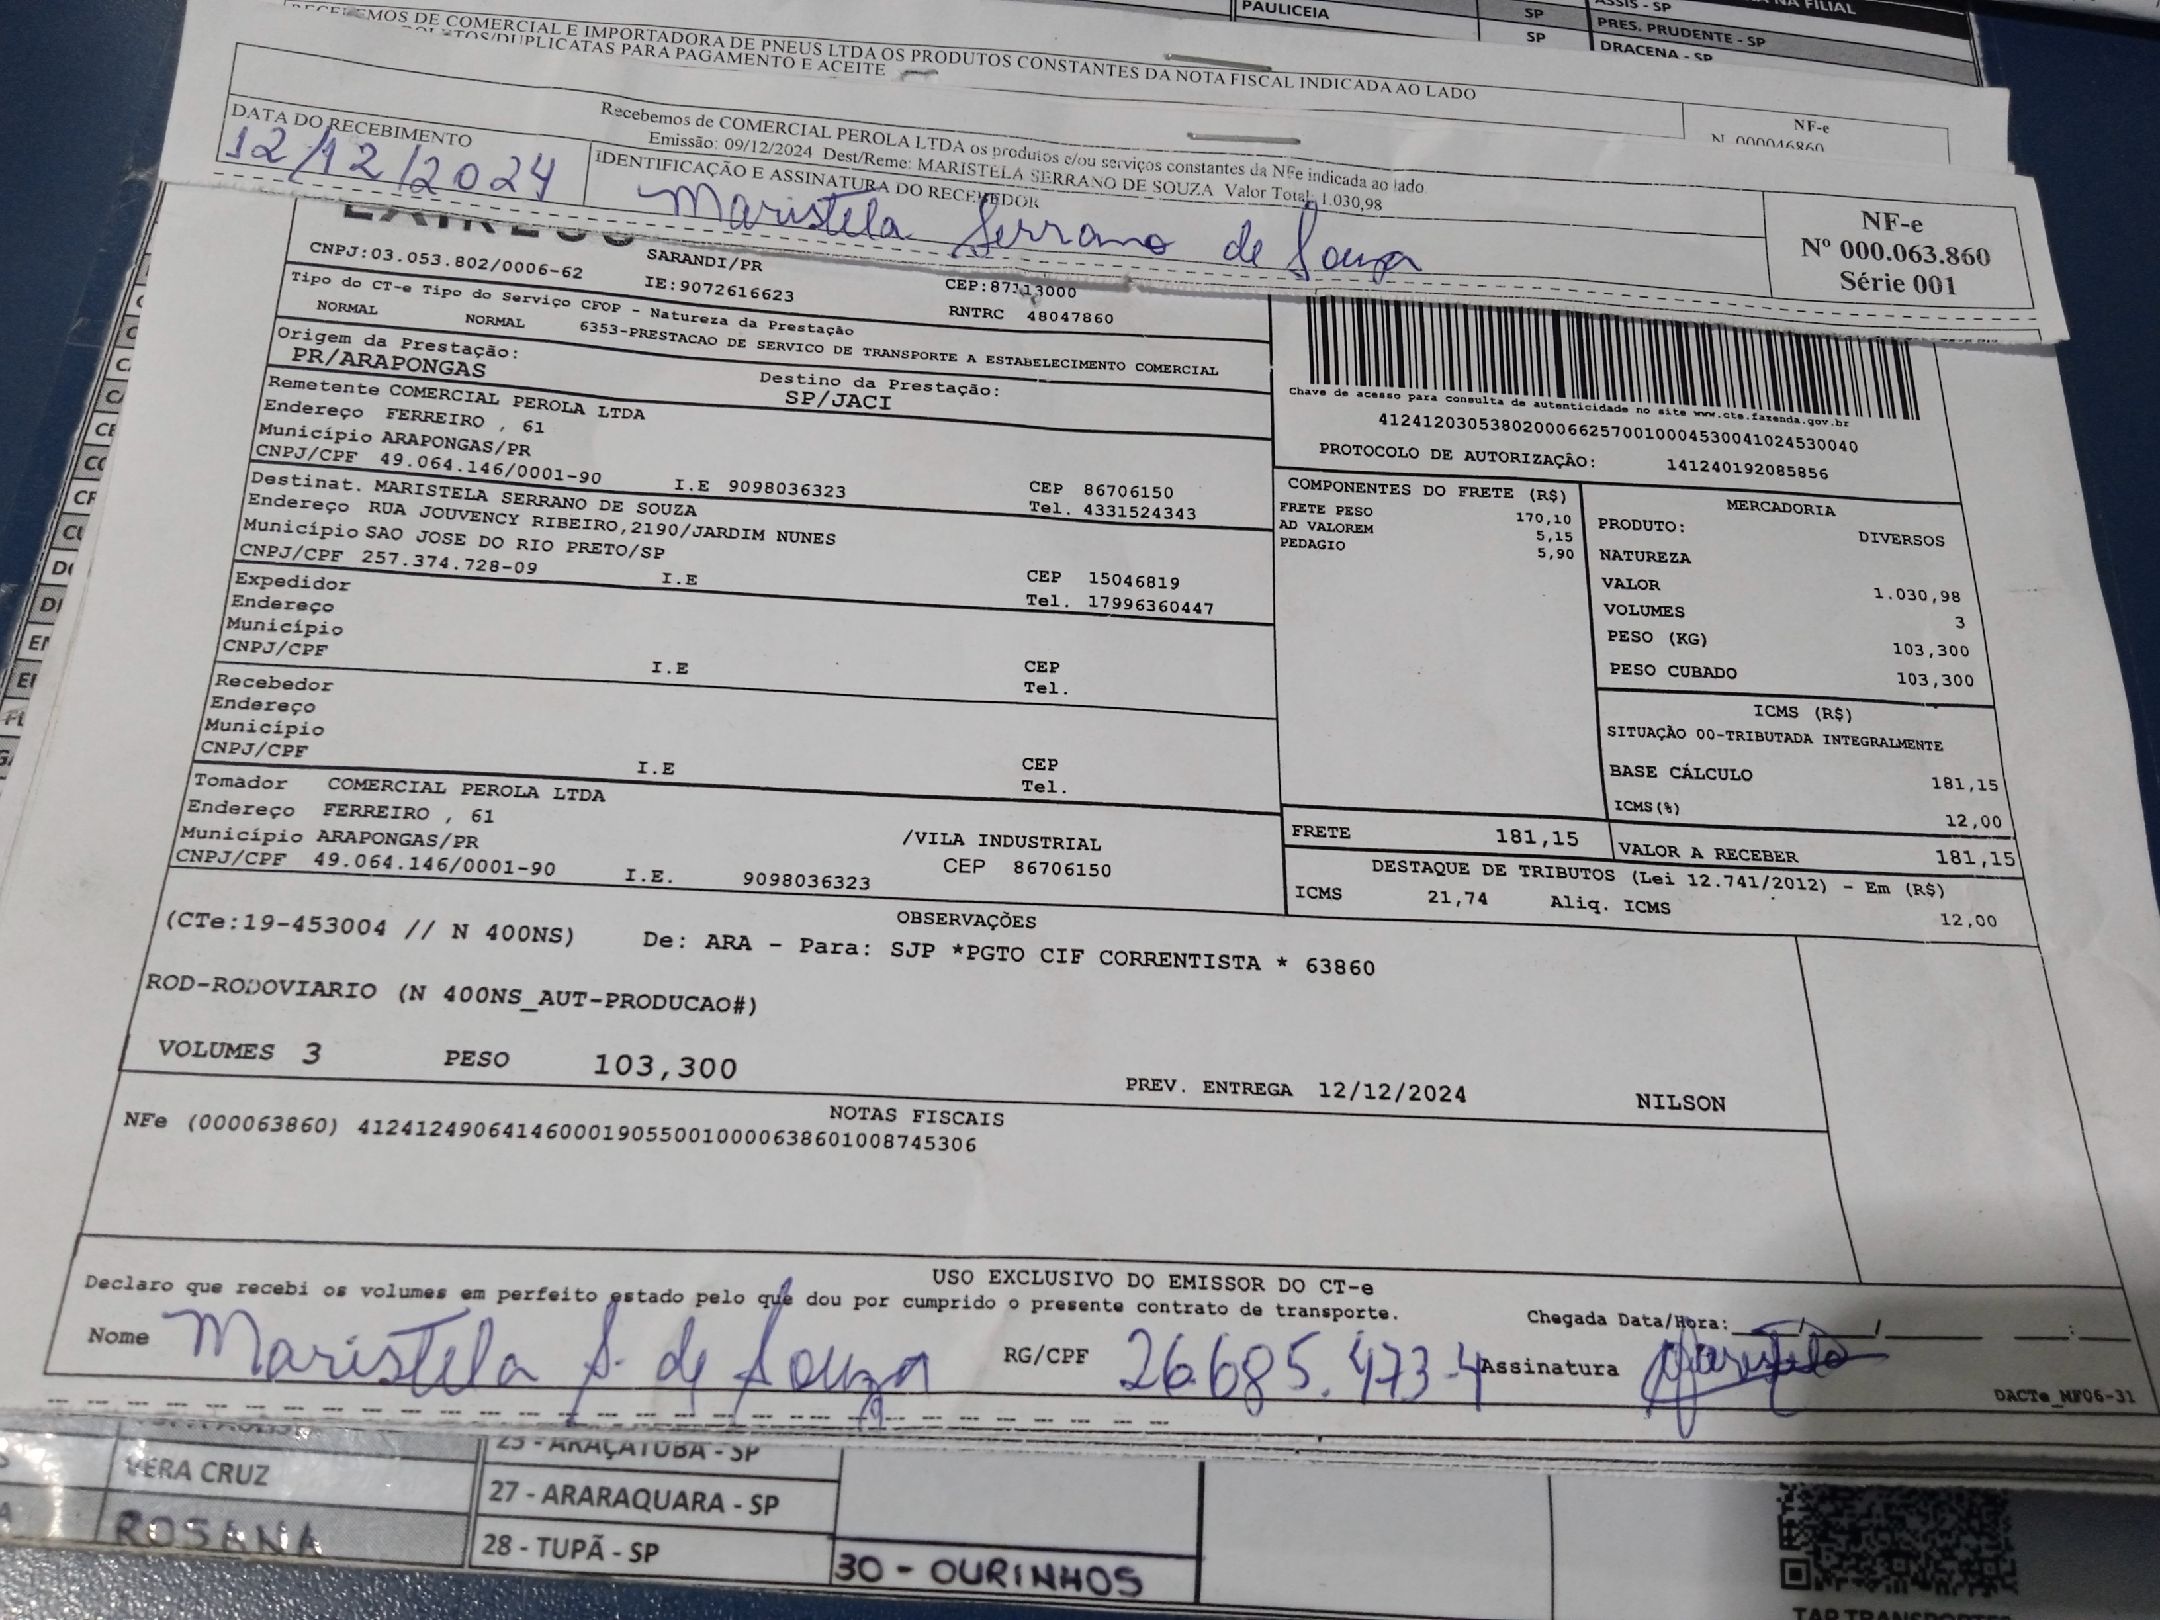 PAULICEIA SP ASSIS - SP NA FILIAL
SP PRES. PRUDENTE - SP
DRACENA - SP
RECEBEMOS DE COMERCIAL E IMPORTADORA DE PNEUS LTDA OS PRODUTOS CONSTANTES DA NOTA FISCAL INDICADA AO LADO
/DUPLICATAS PARA PAGAMENTO E ACEITE
NF-e
N. 000046860
Recebemos de COMERCIAL PEROLA LTDA os produtos e/ou serviços constantes da NFe indicada ao lado
Emissão: 09/12/2024 Dest/Reme: MARISTELA SERRANO DE SOUZA Valor Total: 1.030,98
DATA DO RECEBIMENTO
12/12/2024
IDENTIFICAÇÃO E ASSINATURA DO RECEBEDOR
Maristela Serrano de Souza
NF-e
Nº 000.063.860
Série 001
SARANDI/PR
CNPJ:03.053.802/0006-62 IE:9072616623 CEP:87113000
RNTRC 48047860
Tipo do CT-e Tipo do Serviço CFOP - Natureza da Prestação
NORMAL NORMAL 6353-PRESTACAO DE SERVICO DE TRANSPORTE A ESTABELECIMENTO COMERCIAL
Origem da Prestação: Destino da Prestação:
PR/ARAPONGAS SP/JACI
Chave de acesso para consulta de autenticidade no site www.cte.fazenda.gov.br
41241203053802000662570010004530041024530040
PROTOCOLO DE AUTORIZAÇÃO: 141240192085856
Remetente COMERCIAL PEROLA LTDA
Endereço FERREIRO , 61
Município ARAPONGAS/PR CEP 86706150
CNPJ/CPF 49.064.146/0001-90 I.E 9098036323 Tel. 4331524343
Destinat. MARISTELA SERRANO DE SOUZA
Endereço RUA JOUVENCY RIBEIRO,2190/JARDIM NUNES
Município SAO JOSE DO RIO PRETO/SP CEP 15046819
CNPJ/CPF 257.374.728-09 I.E Tel. 17996360447
Expedidor
Endereço
Município CEP
CNPJ/CPF I.E Tel.
Recebedor
Endereço
Município CEP
CNPJ/CPF I.E Tel.
Tomador COMERCIAL PEROLA LTDA
Endereço FERREIRO , 61 /VILA INDUSTRIAL
Município ARAPONGAS/PR CEP 86706150
CNPJ/CPF 49.064.146/0001-90 I.E. 9098036323
COMPONENTES DO FRETE (R$)
FRETE PESO 170,10
AD VALOREM 5,15
PEDAGIO 5,90
MERCADORIA
PRODUTO: DIVERSOS
NATUREZA
VALOR 1.030,98
VOLUMES 3
PESO (KG) 103,300
PESO CUBADO 103,300
ICMS (R$)
SITUAÇÃO 00-TRIBUTADA INTEGRALMENTE
BASE CÁLCULO 181,15
ICMS(%) 12,00
FRETE 181,15 VALOR A RECEBER 181,15
DESTAQUE DE TRIBUTOS (Lei 12.741/2012) - Em (R$)
ICMS 21,74 Aliq. ICMS 12,00
OBSERVAÇÕES
(CTe:19-453004 // N 400NS) De: ARA - Para: SJP *PGTO CIF CORRENTISTA * 63860
ROD-RODOVIARIO (N 400NS_AUT-PRODUCAO#)
VOLUMES 3 PESO 103,300 PREV. ENTREGA 12/12/2024 NILSON
NOTAS FISCAIS
NFe (000063860) 41241249064146000190550010000638601008745306
USO EXCLUSIVO DO EMISSOR DO CT-e
Declaro que recebi os volumes em perfeito estado pelo que dou por cumprido o presente contrato de transporte.
Chegada Data/Hora:___/___/___ __:__
Nome Maristela S. de Souza RG/CPF 26.685.473-4 Assinatura Maristela
DACTe_MF06-31
VERA CRUZ
ROSANA
25 - ARAÇATUBA - SP
27 - ARARAQUARA - SP
28 - TUPÃ - SP
30 - OURINHOS